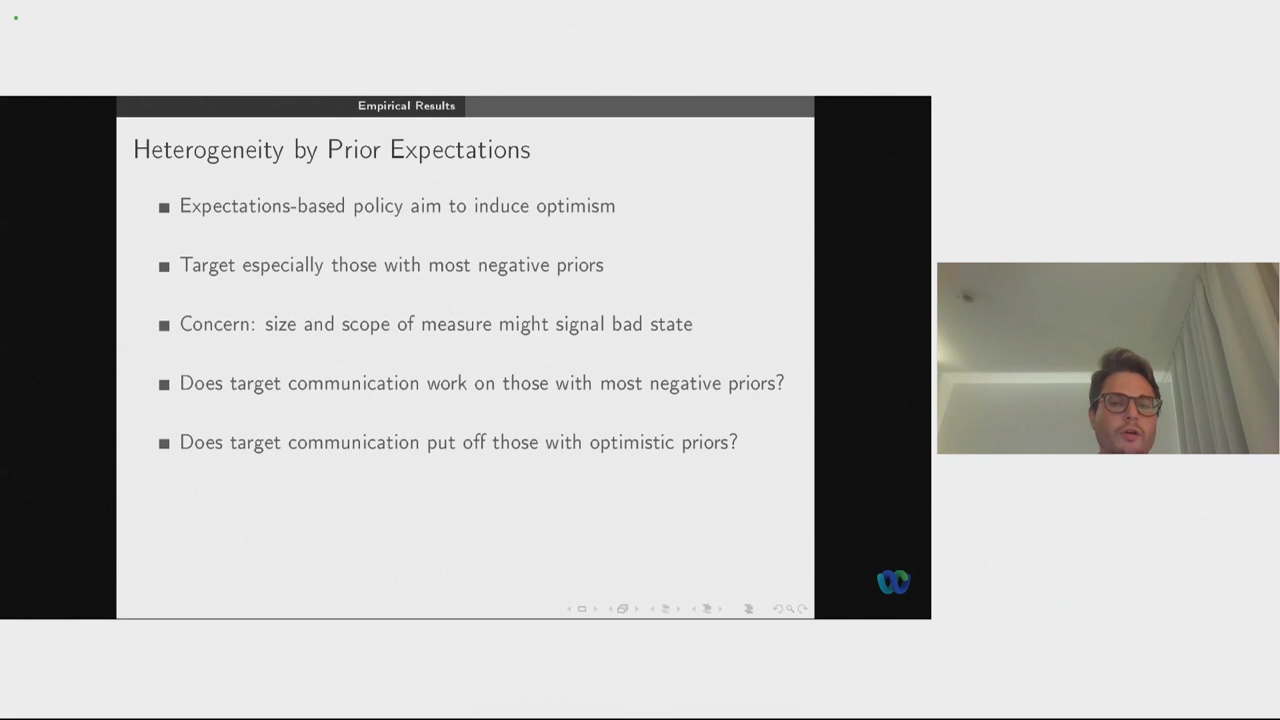 Empirical Results
Heterogeneity by Prior Expectations
Expectations-based policy aim to induce optimism
Target especially those with most negative priors
Concern: size and scope of measure might signal bad state
Does target communication work on those with most negative priors?
Does target communication put off those with optimistic priors?